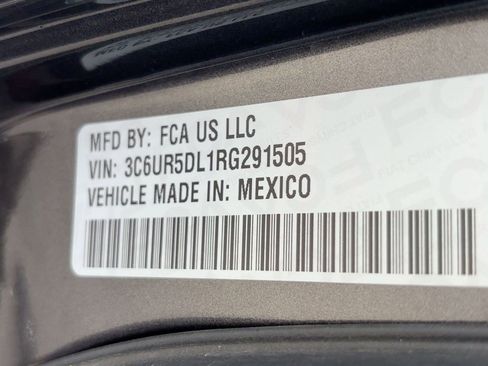 MFD BY: FCA US LLC
VIN: 3C6UR5DL1RG291505
VEHICLE MADE IN: MEXICO